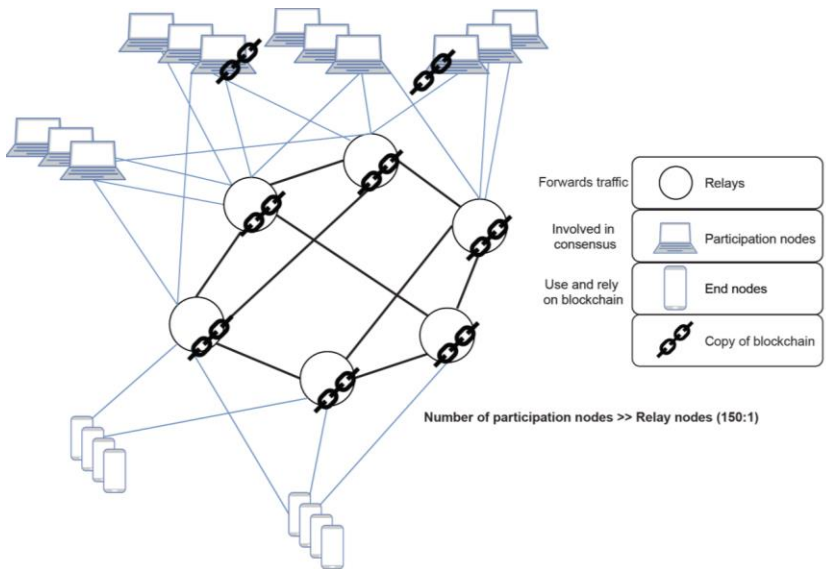 Forwards traffic
Relays
Involved in
consensus
Participation nodes
Use and rely
on blockchain
End nodes
Copy of blockchain
Number of participation nodes >> Relay nodes (150:1)